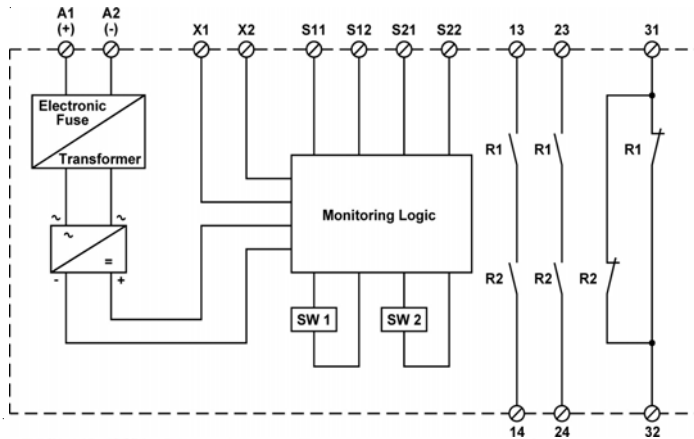 A1 A2 X1 X2 S11 S12 S21 S22 13 23 31
(+) (-)
Electronic
Fuse
Transformer
R1 R1 R1
Monitoring Logic
~ ~
~
=
- +
R2 R2 R2
SW 1 SW 2
14 24 32